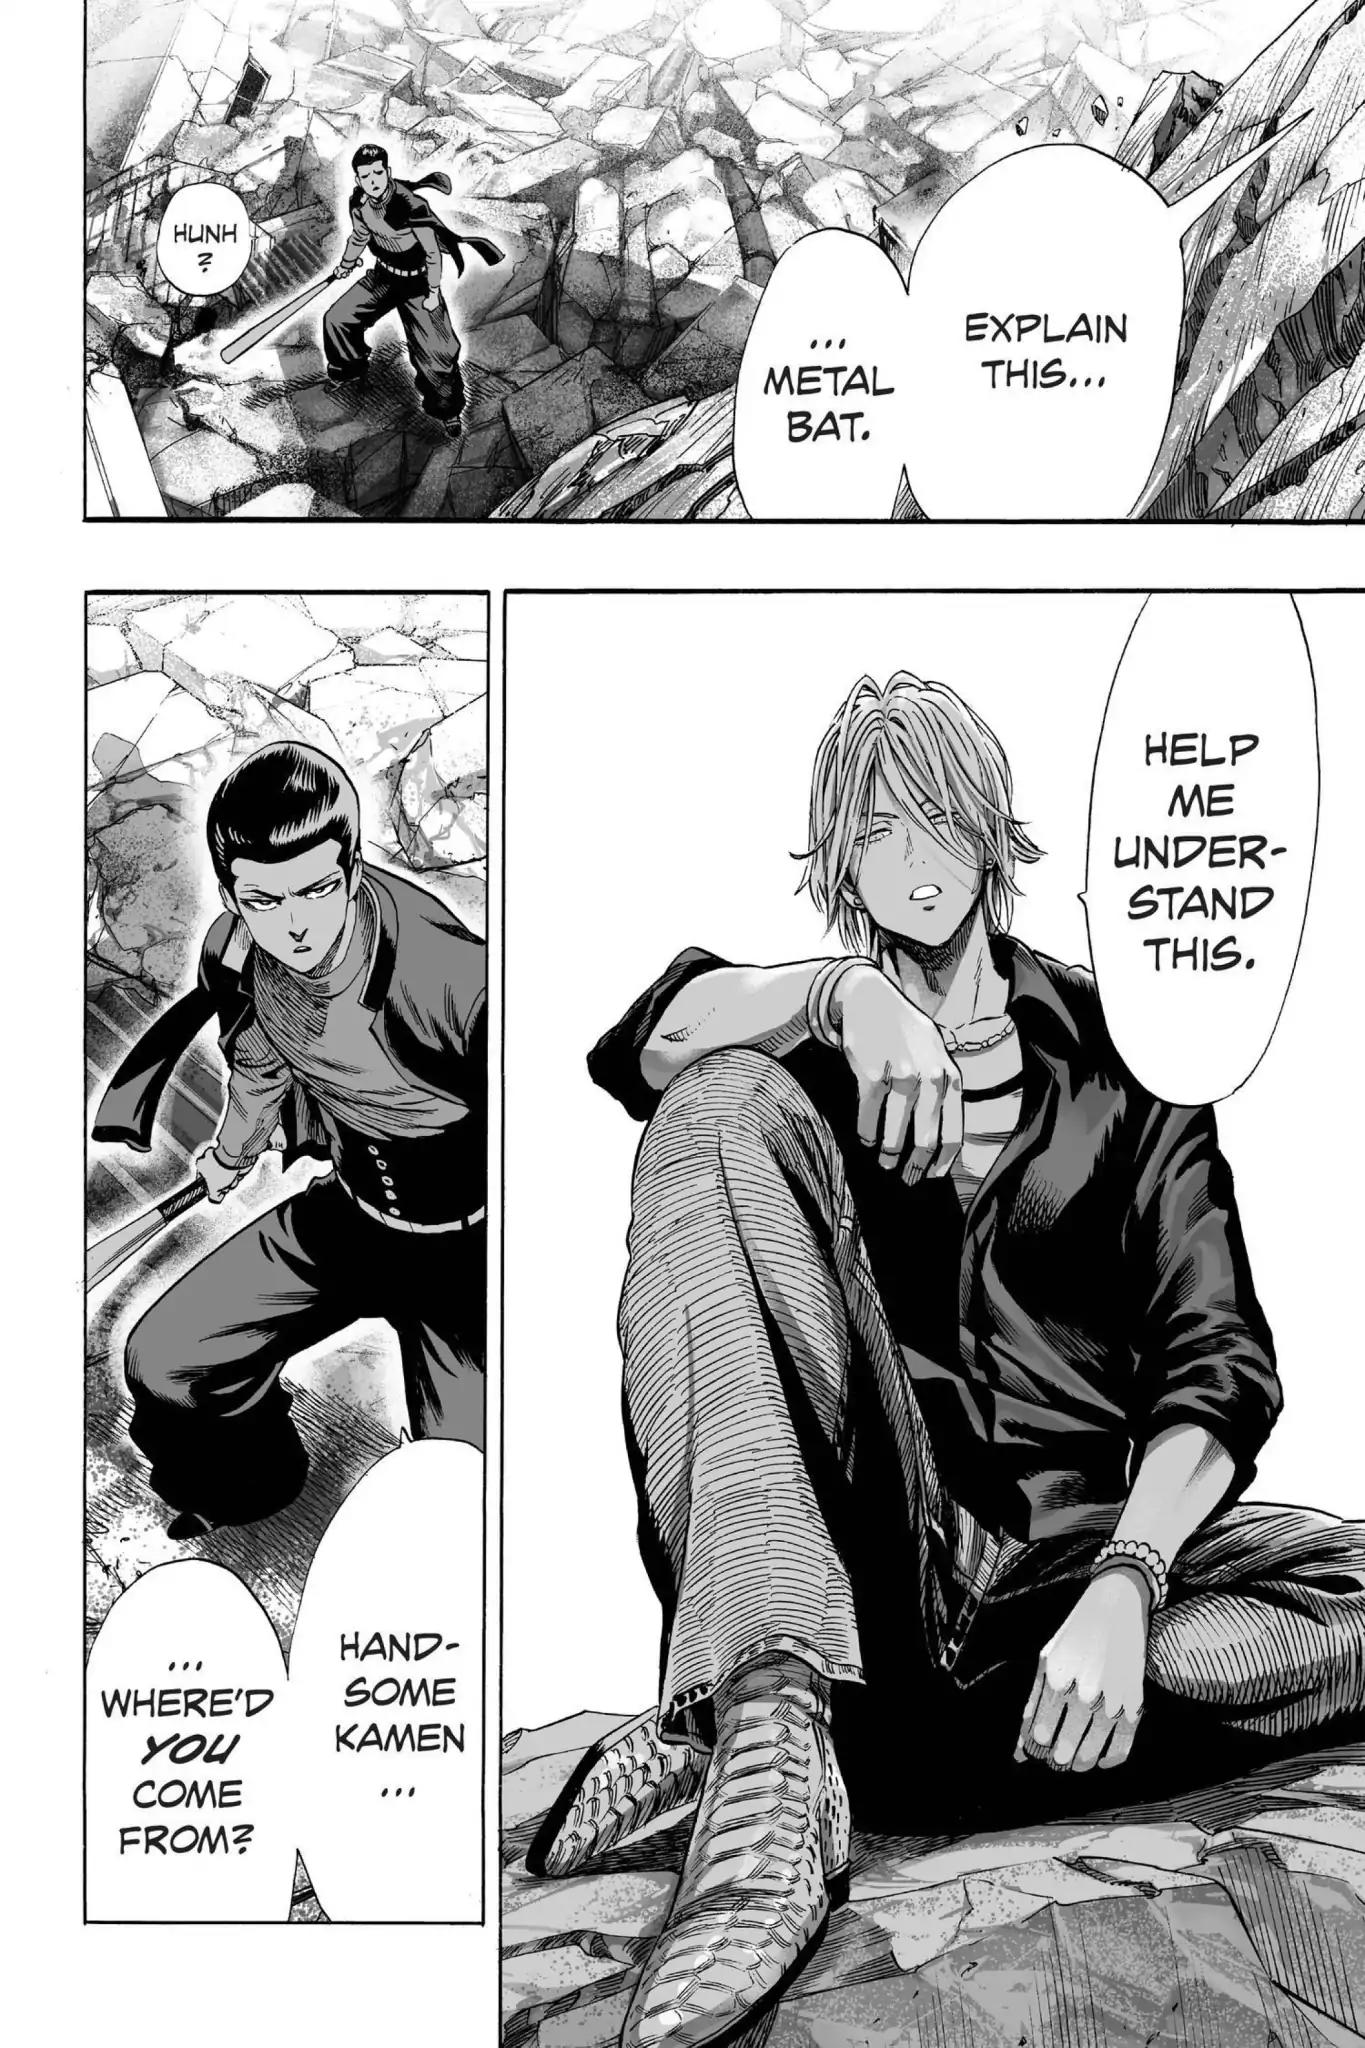 EXPLAIN
THIS...
...
METAL
BAT.
HUNH
?
HELP
ME
UNDER-
STAND
THIS.
HAND-
SOME
KAMEN
...
...
WHERE'D
YOU
COME
FROM?